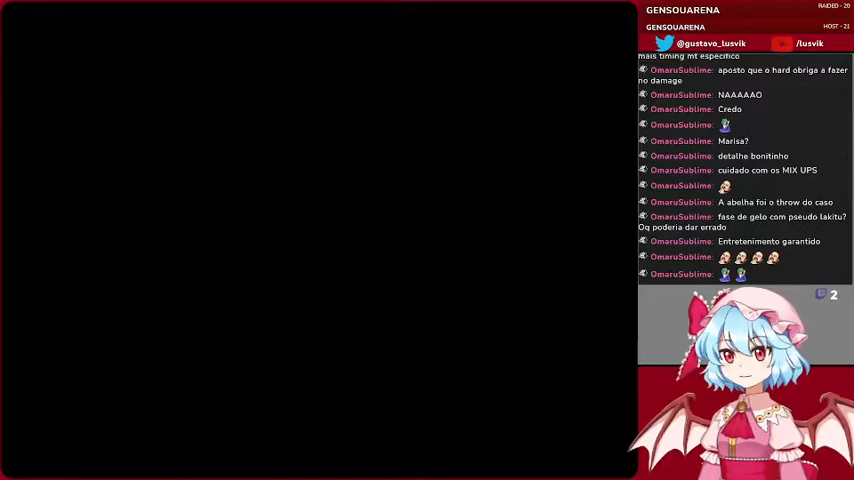 GENSOUARENA
RAIDED - 20
GENSOUARENA
HOST - 21
@gustavo_lusvik
/lusvik
mais timing mt especifico
OmaruSublime: aposto que o hard obriga a fazer
no damage
OmaruSublime: NAAAAAO
OmaruSublime: Credo
OmaruSublime:
OmaruSublime: Marisa?
OmaruSublime: detalhe bonitinho
OmaruSublime: cuidado com os MIX UPS
OmaruSublime:
OmaruSublime: A abelha foi o throw do caso
OmaruSublime: fase de gelo com pseudo lakitu?
Oq poderia dar errado
OmaruSublime: Entretenimento garantido
OmaruSublime:
OmaruSublime:
2